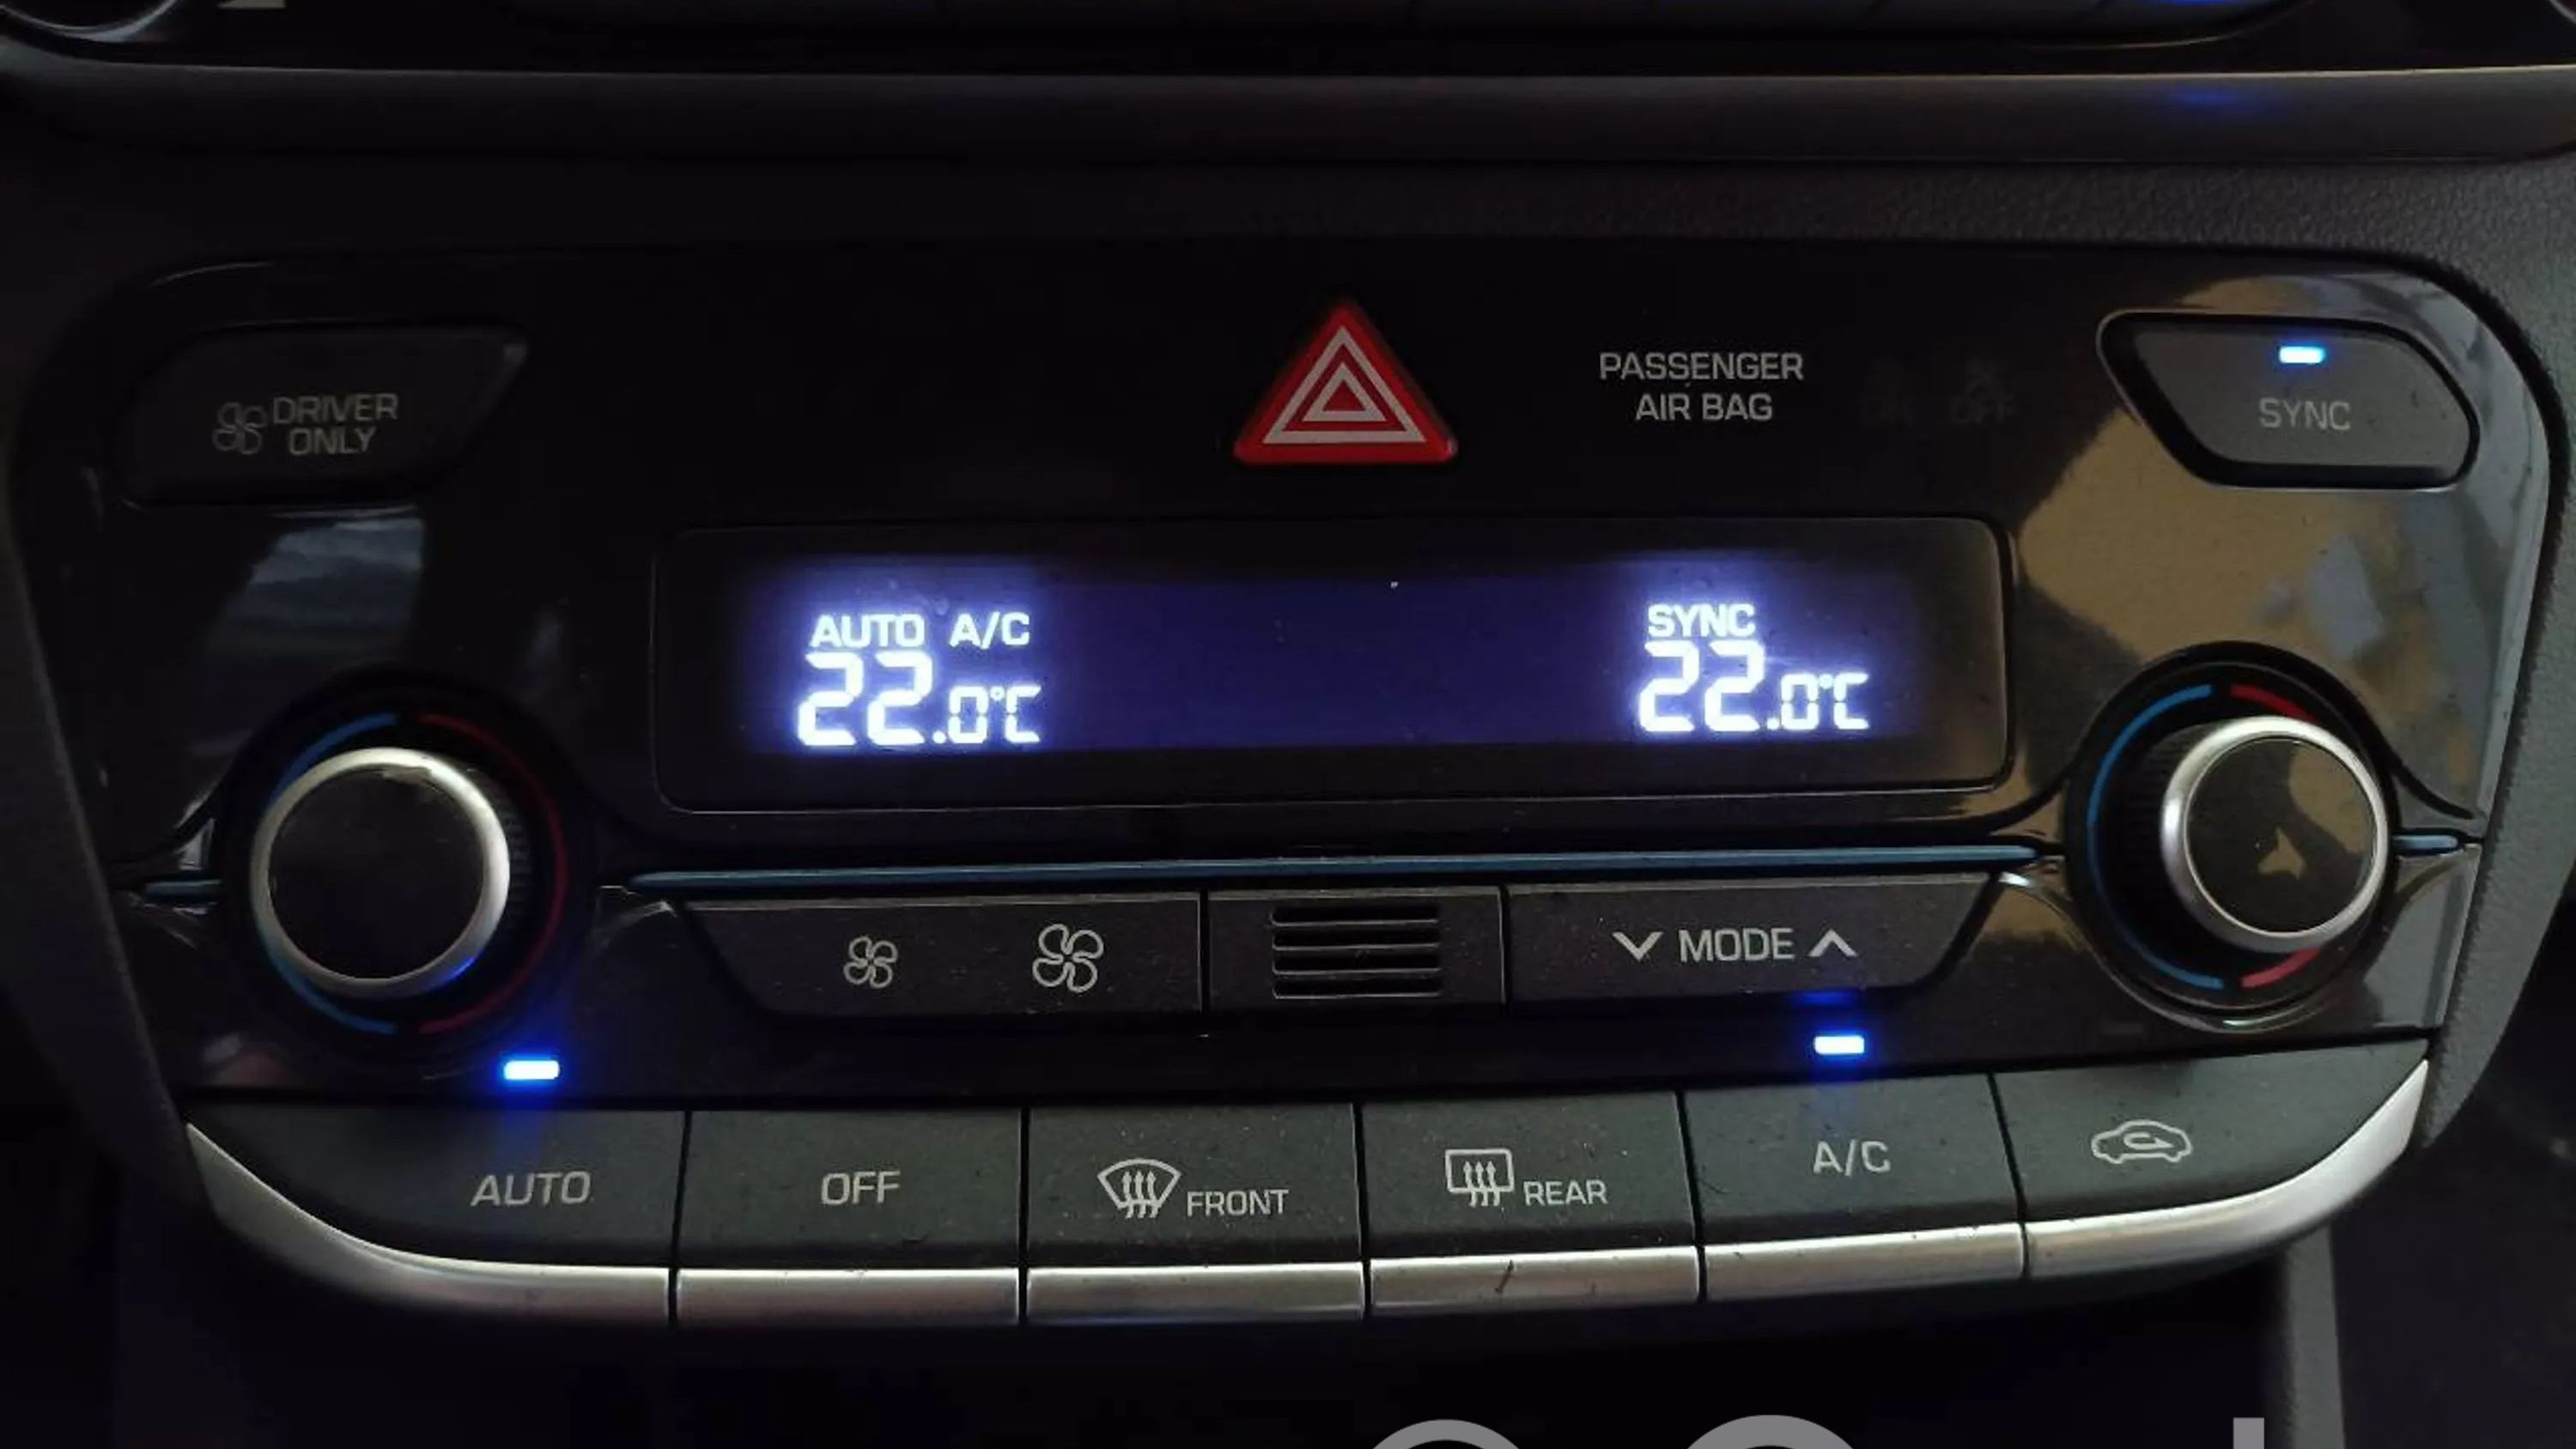 DRIVER
ONLY
PASSENGER
AIR BAG
SYNC
AUTO A/C
22.0°C
SYNC
22.0°C
MODE
AUTO
OFF
FRONT
REAR
A/C